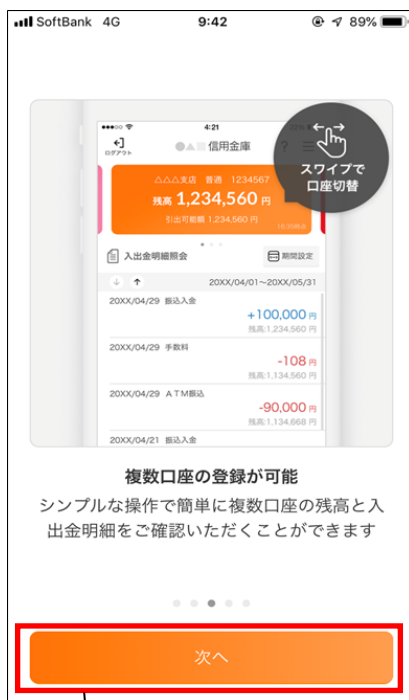 SoftBank 4G 9:42 89%
4:21
ログアウト
●▲■ 信用金庫 ?
スワイプで
口座切替
△△△支店 普通 1234567
残高 1,234,560 円
引出可能額 1,234,560 円
入出金明細照会 期間設定
20XX/04/01~20XX/05/31
20XX/04/29 振込入金
+100,000 円
残高:1,234,560 円
20XX/04/29 手数料
-108 円
残高:1,134,560 円
20XX/04/29 ATM振込
-90,000 円
残高:1,134,668 円
20XX/04/21 振込入金
複数口座の登録が可能
シンプルな操作で簡単に複数口座の残高と入
出金明細をご確認いただくことができます
次へ